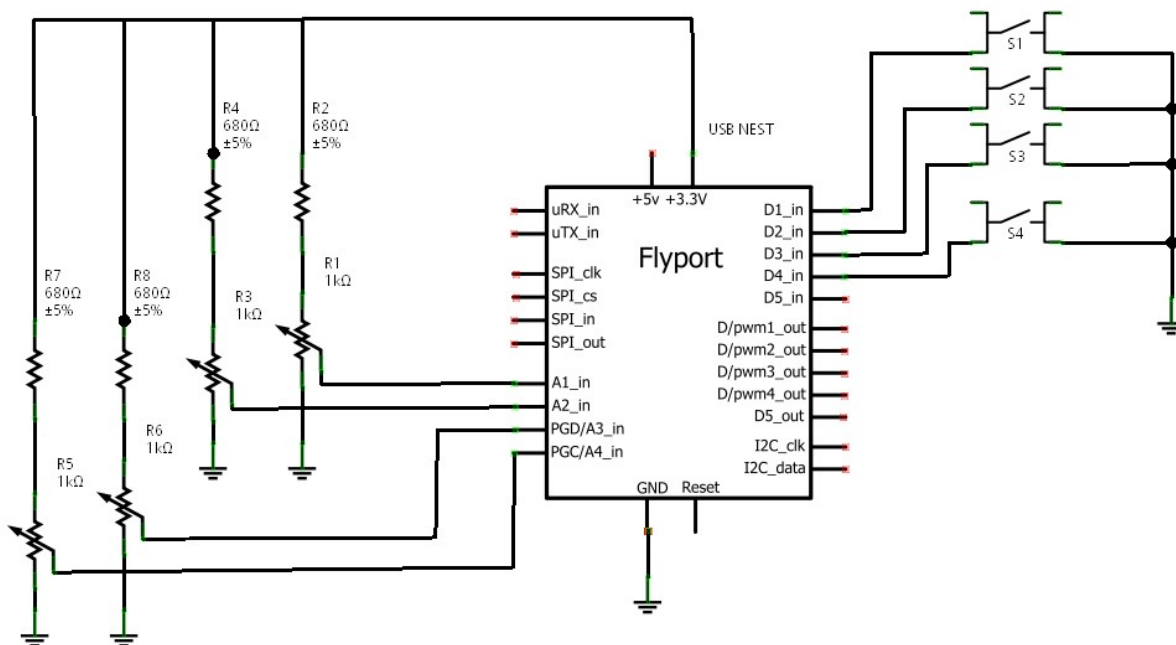 R4
680Ω
±5%
R2
680Ω
±5%
USB NEST
S1
S2
S3
S4
R7
680Ω
±5%
R8
680Ω
±5%
R3
1kΩ
R1
1kΩ
R5
1kΩ
R6
1kΩ
+5v
+3.3V
Flyport
uRX_in
uTX_in
SPI_clk
SPI_cs
SPI_in
SPI_out
A1_in
A2_in
PGD/A3_in
PGC/A4_in
D1_in
D2_in
D3_in
D4_in
D5_in
D/pwm1_out
D/pwm2_out
D/pwm3_out
D/pwm4_out
D5_out
I2C_clk
I2C_data
GND
Reset